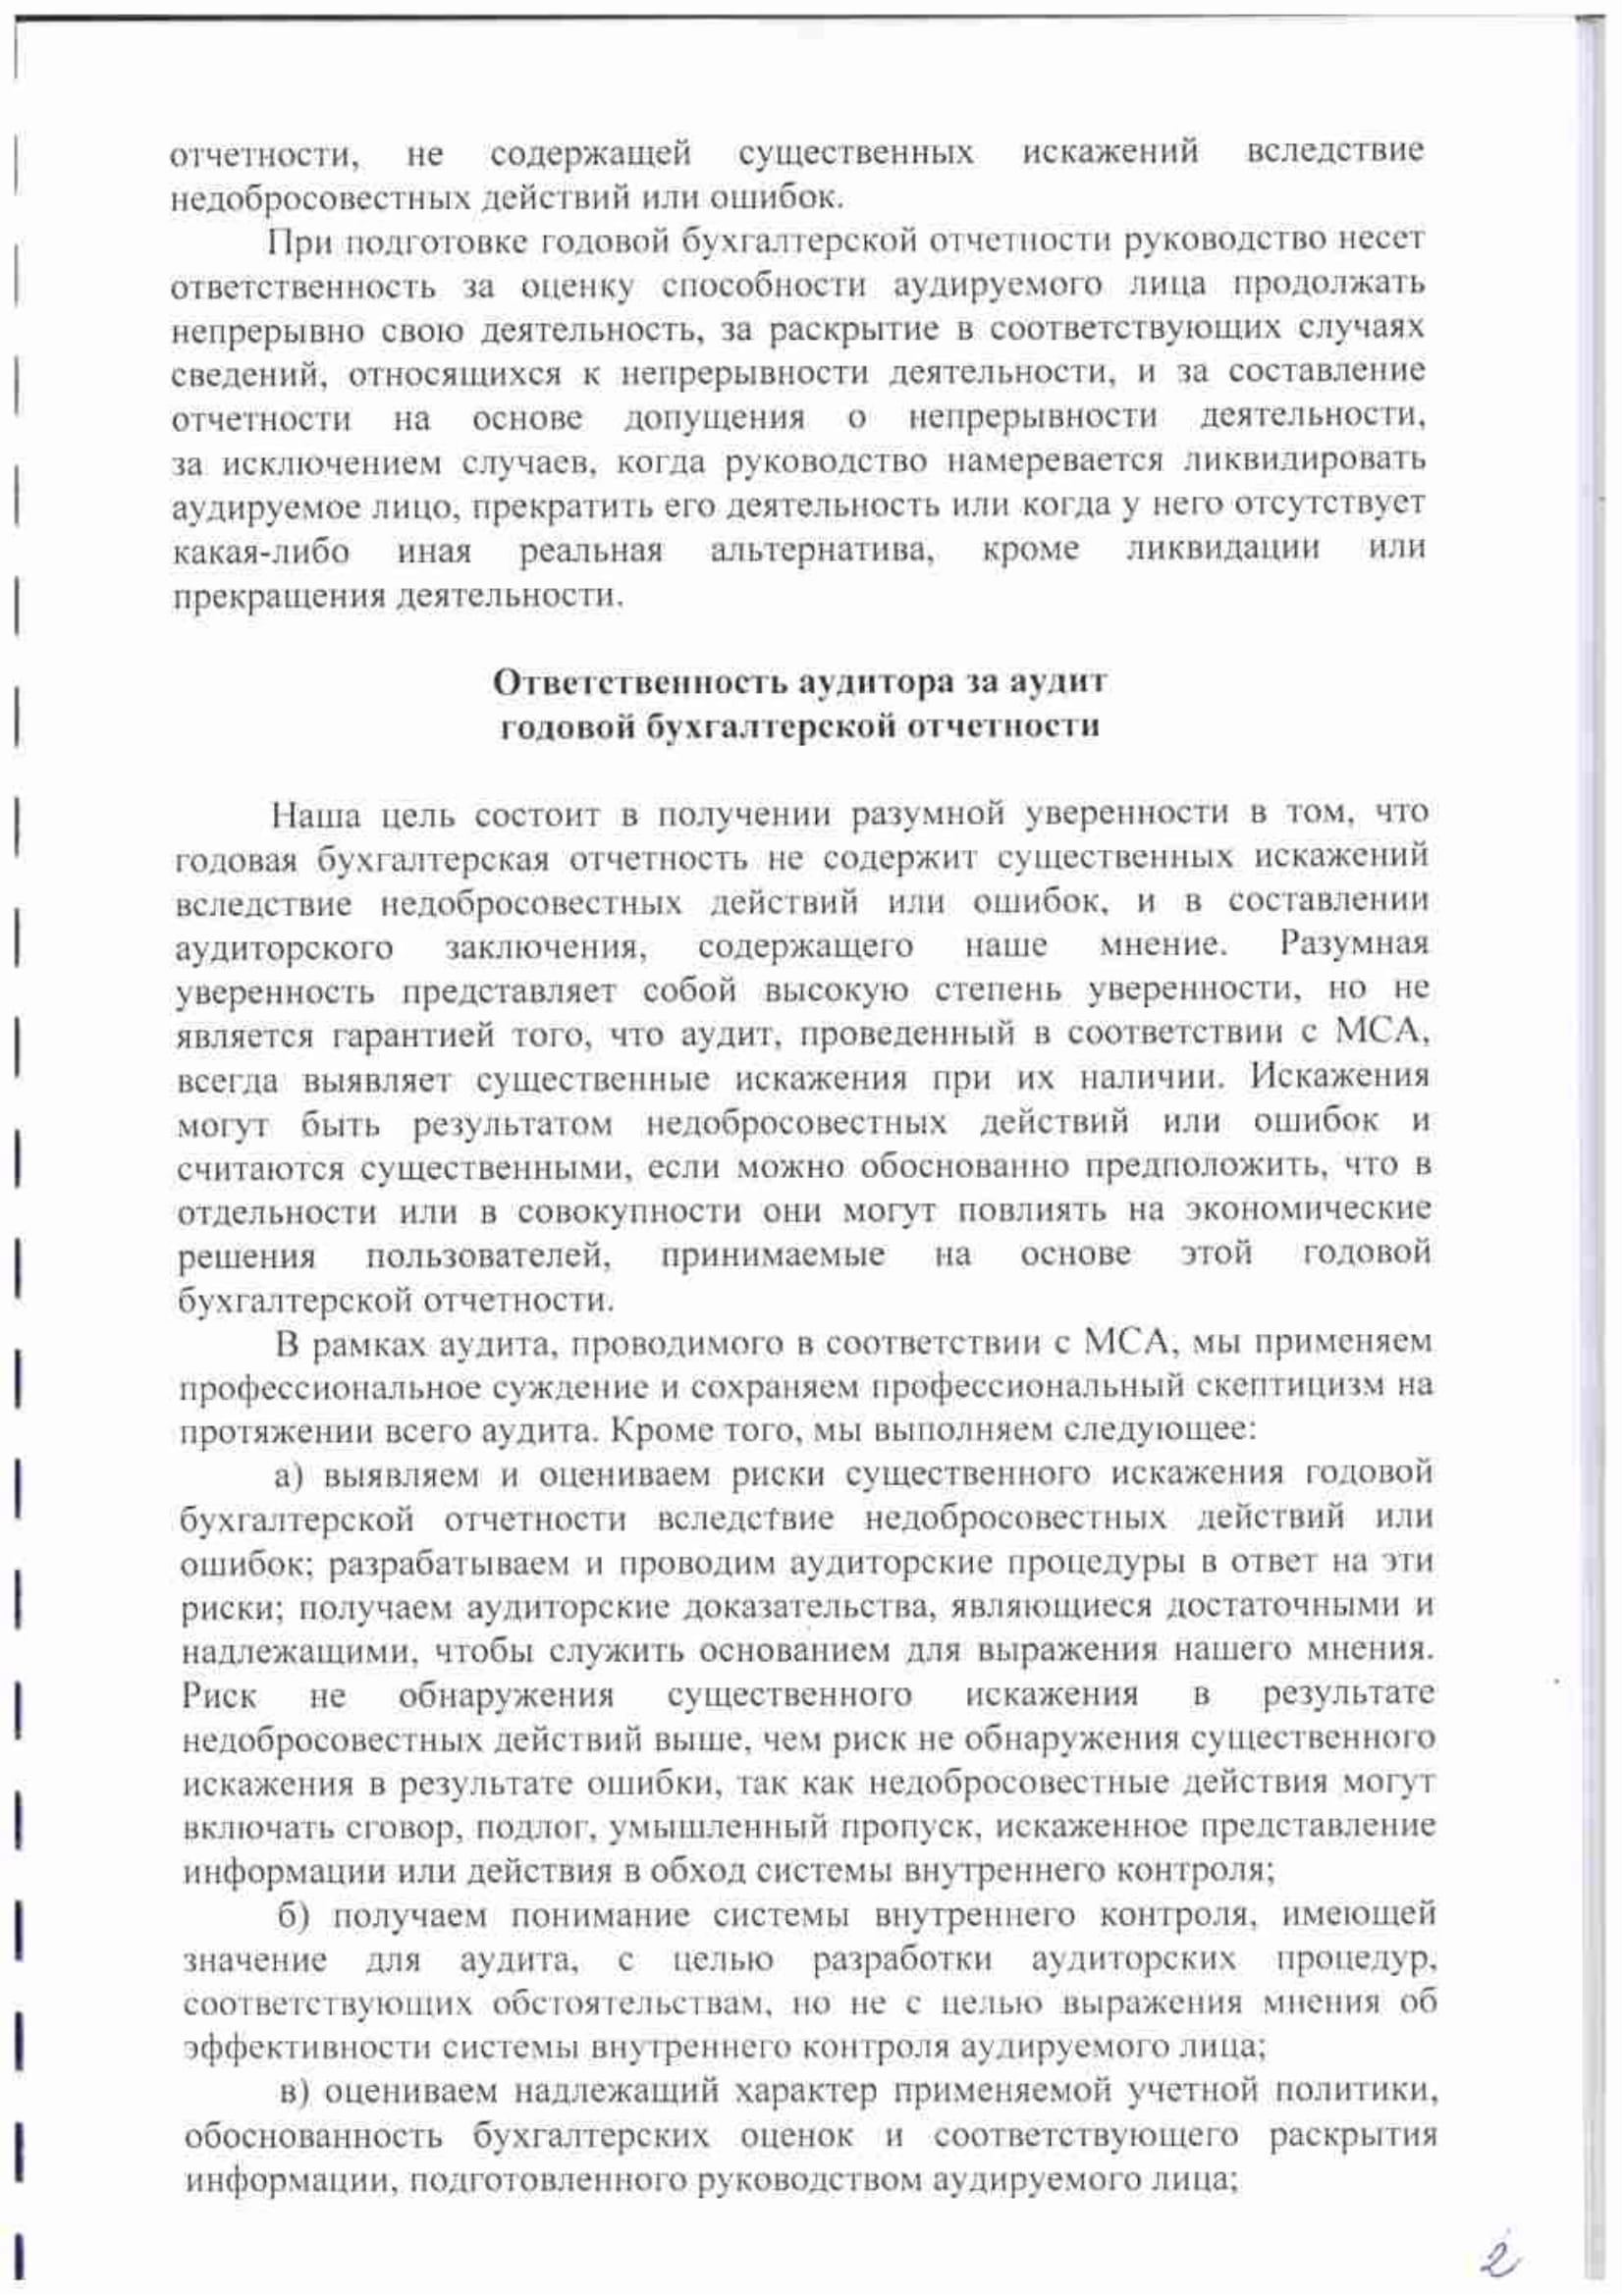 отчетности, не содержащей существенных искажений вследствие
недобросовестных действий или ошибок.
При подготовке годовой бухгалтерской отчетности руководство несет
ответственность за оценку способности аудируемого лица продолжать
непрерывно свою деятельность, за раскрытие в соответствующих случаях
сведений, относящихся к непрерывности деятельности, и за составление
отчетности на основе допущения о непрерывности деятельности,
за исключением случаев, когда руководство намеревается ликвидировать
аудируемое лицо, прекратить его деятельность или когда у него отсутствует
какая-либо иная реальная альтернатива, кроме ликвидации или
прекращения деятельности.
Ответственность аудитора за аудит
годовой бухгалтерской отчетности
Наша цель состоит в получении разумной уверенности в том, что
годовая бухгалтерская отчетность не содержит существенных искажений
вследствие недобросовестных действий или ошибок, и в составлении
аудиторского заключения, содержащего наше мнение. Разумная
уверенность представляет собой высокую степень уверенности, но не
является гарантией того, что аудит, проведенный в соответствии с МСА,
всегда выявляет существенные искажения при их наличии. Искажения
могут быть результатом недобросовестных действий или ошибок и
считаются существенными, если можно обоснованно предположить, что в
отдельности или в совокупности они могут повлиять на экономические
решения пользователей, принимаемые на основе этой годовой
бухгалтерской отчетности.
В рамках аудита, проводимого в соответствии с МСА, мы применяем
профессиональное суждение и сохраняем профессиональный скептицизм на
протяжении всего аудита. Кроме того, мы выполняем следующее:
а) выявляем и оцениваем риски существенного искажения годовой
бухгалтерской отчетности вследствие недобросовестных действий или
ошибок; разрабатываем и проводим аудиторские процедуры в ответ на эти
риски; получаем аудиторские доказательства, являющиеся достаточными и
надлежащими, чтобы служить основанием для выражения нашего мнения.
Риск не обнаружения существенного искажения в результате
недобросовестных действий выше, чем риск не обнаружения существенного
искажения в результате ошибки, так как недобросовестные действия могут
включать сговор, подлог, умышленный пропуск, искаженное представление
информации или действия в обход системы внутреннего контроля;
б) получаем понимание системы внутреннего контроля, имеющей
значение для аудита, с целью разработки аудиторских процедур,
соответствующих обстоятельствам, но не с целью выражения мнения об
эффективности системы внутреннего контроля аудируемого лица;
в) оцениваем надлежащий характер применяемой учетной политики,
обоснованность бухгалтерских оценок и соответствующего раскрытия
информации, подготовленного руководством аудируемого лица;
2